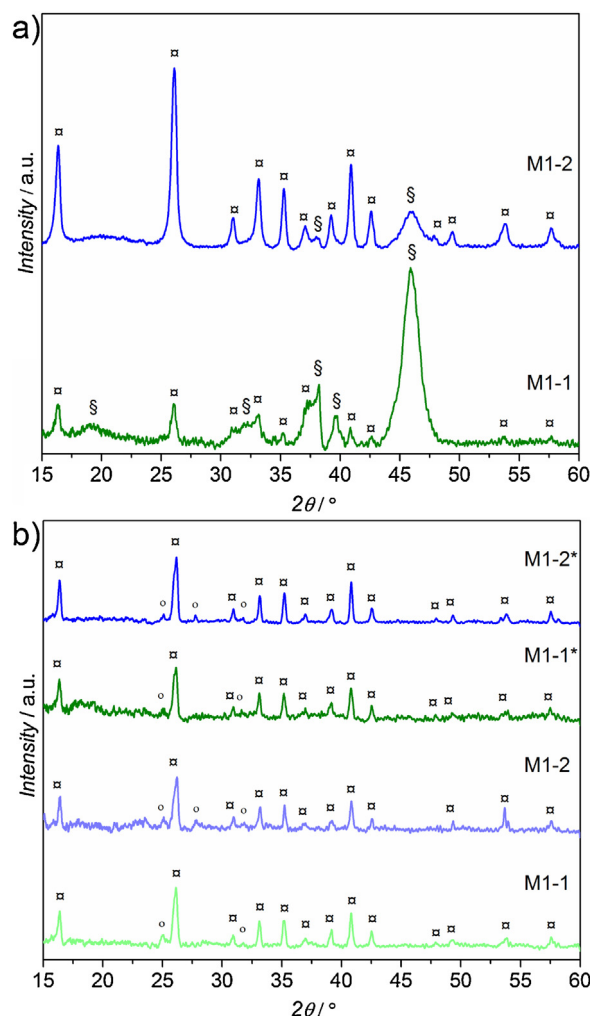 a)
¤
¤
¤ ¤ ¤ ¤ § ¤ ¤ ¤ § ¤ ¤ ¤ ¤
M1-2
§
¤ § ¤ ¤ § ¤ ¤ ¤ § § ¤ ¤ ¤ ¤
M1-1
Intensity / a.u.
15 20 25 30 35 40 45 50 55 60
2θ / °
b)
M1-2*
¤ o ¤ o ¤ o ¤ ¤ ¤ ¤ ¤ ¤ ¤ ¤ ¤ ¤
M1-1*
¤ o ¤ ¤ o ¤ ¤ ¤ ¤ ¤ ¤ ¤ ¤ ¤ ¤
M1-2
¤ o ¤ o ¤ o ¤ ¤ ¤ ¤ ¤ ¤ ¤ ¤ ¤
M1-1
¤ o ¤ ¤ o ¤ ¤ ¤ ¤ ¤ ¤ ¤ ¤ ¤ ¤
Intensity / a.u.
15 20 25 30 35 40 45 50 55 60
2θ / °